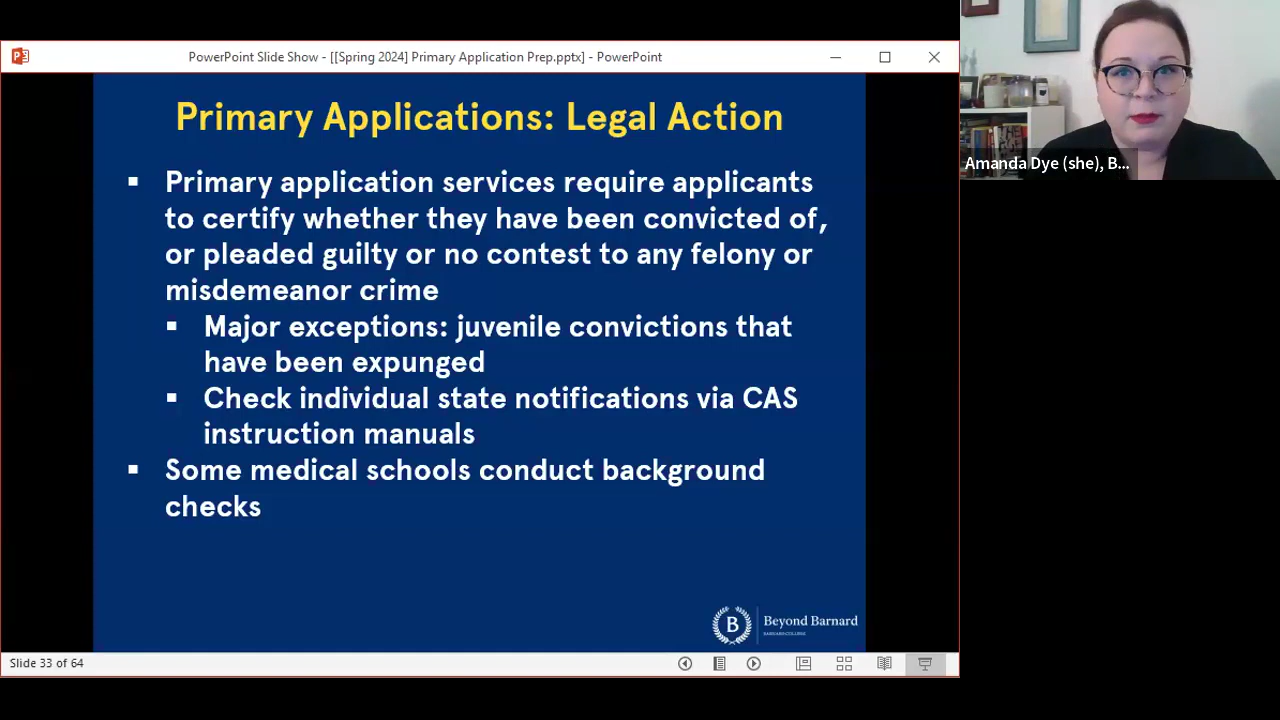 PowerPoint Slide Show - [[Spring 2024] Primary Application Prep.pptx] - PowerPoint
Primary Applications: Legal Action
▪ Primary application services require applicants
to certify whether they have been convicted of,
or pleaded guilty or no contest to any felony or
misdemeanor crime
▪ Major exceptions: juvenile convictions that
have been expunged
▪ Check individual state notifications via CAS
instruction manuals
▪ Some medical schools conduct background
checks
B
Beyond Barnard
BARNARD COLLEGE
Slide 33 of 64
Amanda Dye (she), B...